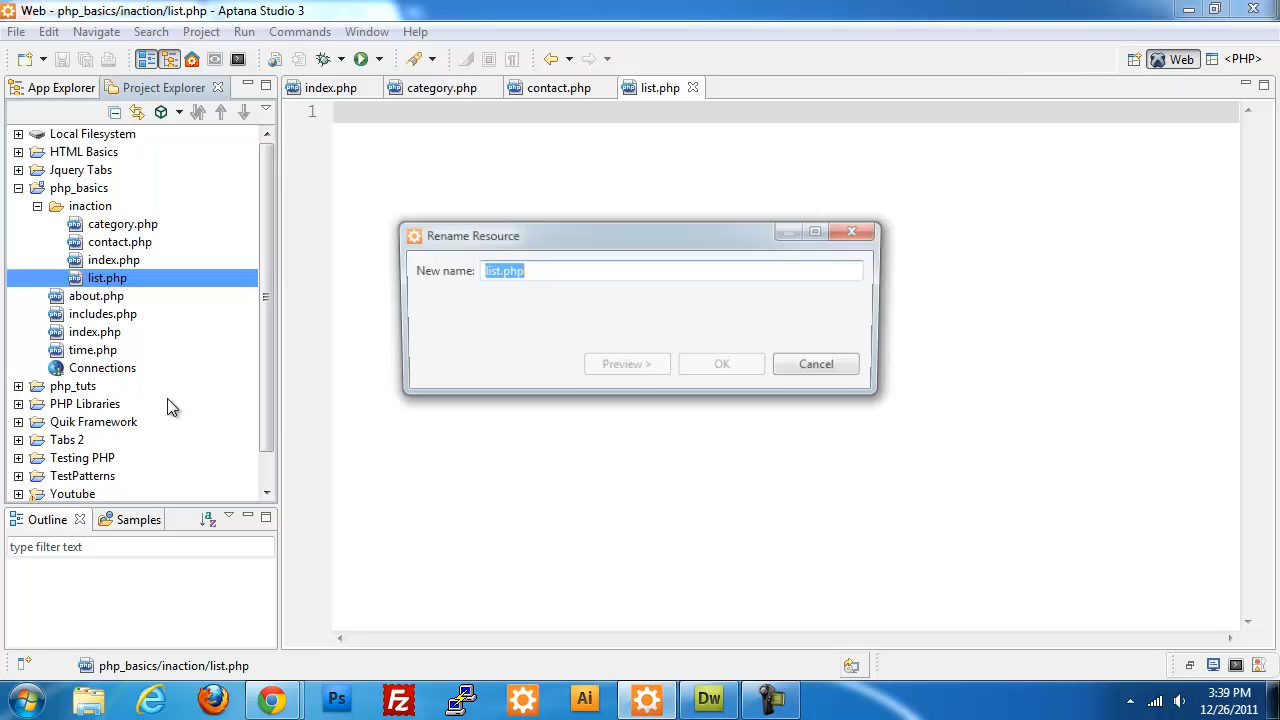 Web - php_basics/inaction/list.php - Aptana Studio 3
File Edit Navigate Search Project Run Commands Window Help
Web <PHP>
App Explorer Project Explorer index.php category.php contact.php list.php
1
Local Filesystem
HTML Basics
Jquery Tabs
php_basics
inaction
category.php
contact.php
index.php
list.php
about.php
includes.php
index.php
time.php
Connections
php_tuts
PHP Libraries
Quik Framework
Tabs 2
Testing PHP
TestPatterns
Youtube
Rename Resource
New name: list.php
Preview > OK Cancel
Outline Samples
type filter text
php_basics/inaction/list.php
Ps Fz Ai Dw
3:39 PM
12/26/2011